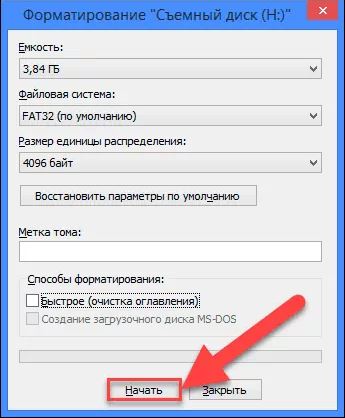 Форматирование "Съемный диск (H:)"
Емкость:
3,84 ГБ
Файловая система:
FAT32 (по умолчанию)
Размер единицы распределения:
4096 байт
Восстановить параметры по умолчанию
Метка тома:
Способы форматирования:
Быстрое (очистка оглавления)
Создание загрузочного диска MS-DOS
Начать Закрыть